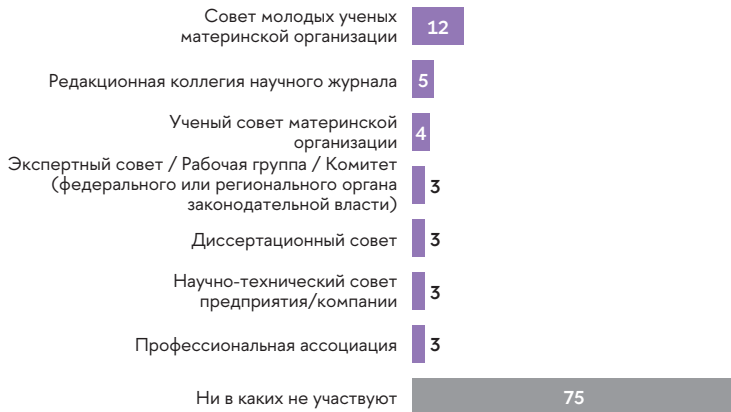 Совет молодых ученых
материнской организации
12
Редакционная коллегия научного журнала
5
Ученый совет материнской
организации
4
Экспертный совет / Рабочая группа / Комитет
(федерального или регионального органа
законодательной власти)
3
Диссертационный совет
3
Научно-технический совет
предприятия/компании
3
Профессиональная ассоциация
3
Ни в каких не участвуют
75